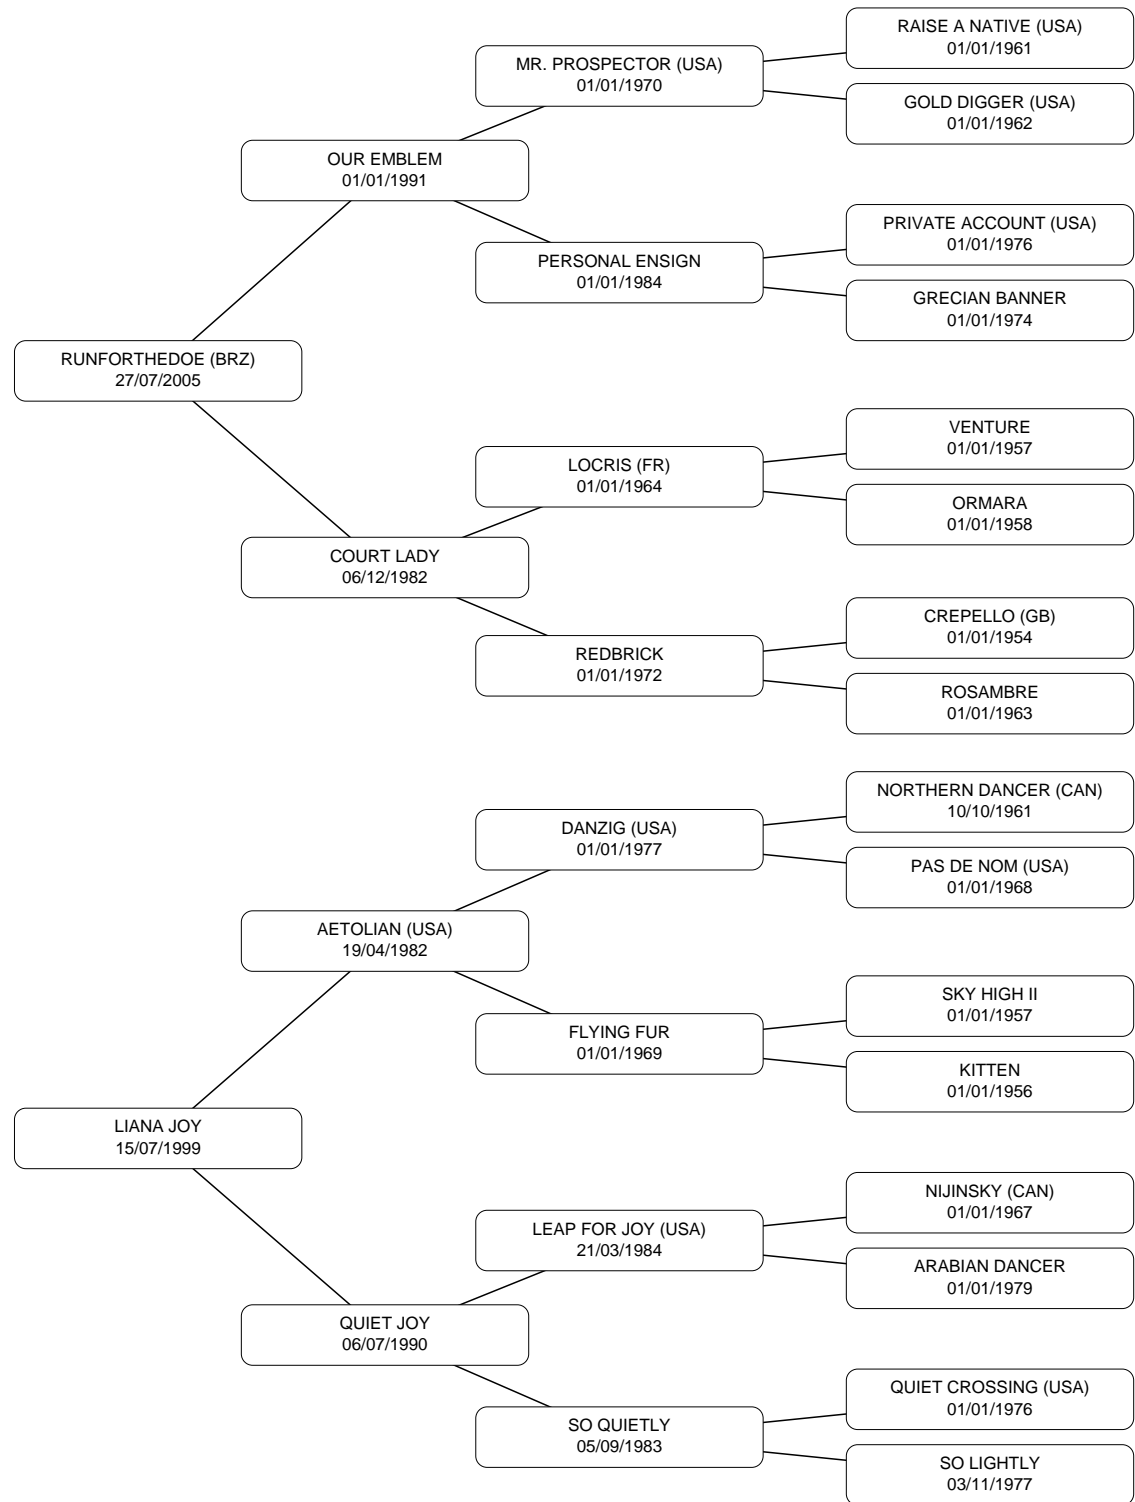 RAISE A NATIVE (USA)
01/01/1961
MR. PROSPECTOR (USA)
01/01/1970
GOLD DIGGER (USA)
01/01/1962
OUR EMBLEM
01/01/1991
PRIVATE ACCOUNT (USA)
01/01/1976
PERSONAL ENSIGN
01/01/1984
GRECIAN BANNER
01/01/1974
RUNFORTHEDOE (BRZ)
27/07/2005
VENTURE
01/01/1957
LOCRIS (FR)
01/01/1964
ORMARA
01/01/1958
COURT LADY
06/12/1982
CREPELLO (GB)
01/01/1954
REDBRICK
01/01/1972
ROSAMBRE
01/01/1963
NORTHERN DANCER (CAN)
10/10/1961
DANZIG (USA)
01/01/1977
PAS DE NOM (USA)
01/01/1968
AETOLIAN (USA)
19/04/1982
SKY HIGH II
01/01/1957
FLYING FUR
01/01/1969
KITTEN
01/01/1956
LIANA JOY
15/07/1999
NIJINSKY (CAN)
01/01/1967
LEAP FOR JOY (USA)
21/03/1984
ARABIAN DANCER
01/01/1979
QUIET JOY
06/07/1990
QUIET CROSSING (USA)
01/01/1976
SO QUIETLY
05/09/1983
SO LIGHTLY
03/11/1977